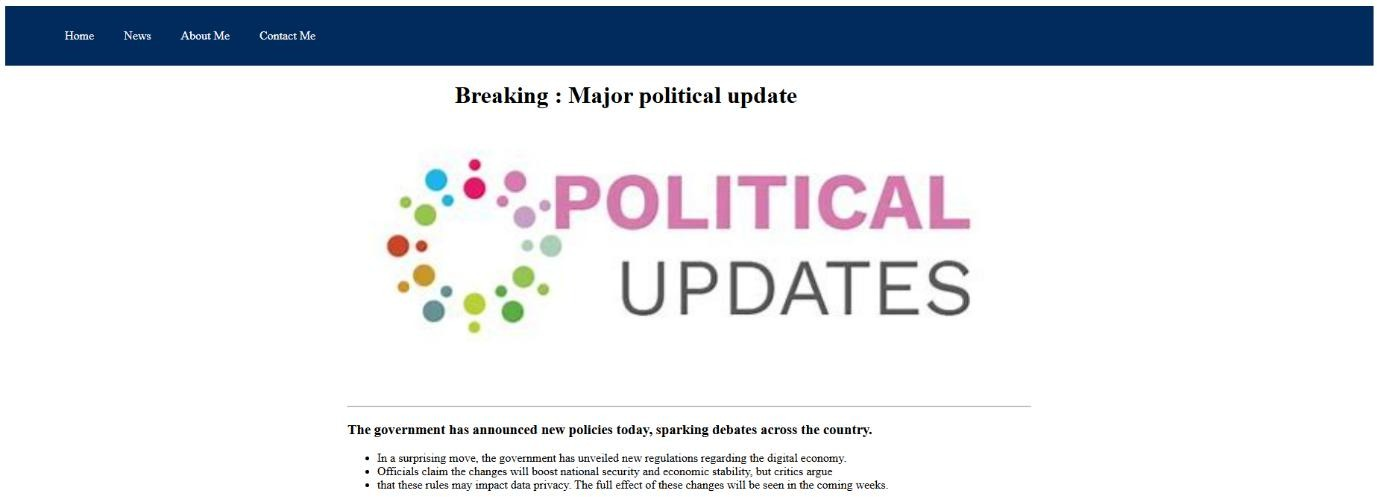 Home News About Me Contact Me
Breaking : Major political update
POLITICAL
UPDATES
The government has announced new policies today, sparking debates across the country.
In a surprising move, the government has unveiled new regulations regarding the digital economy.
Officials claim the changes will boost national security and economic stability, but critics argue
that these rules may impact data privacy. The full effect of these changes will be seen in the coming weeks.